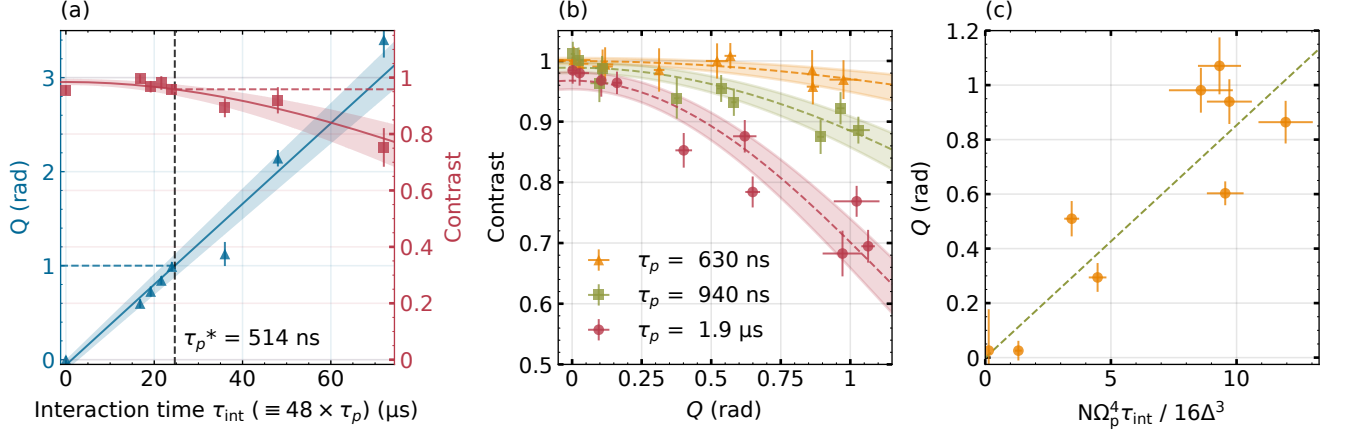 (a)
3
2
1
0
Q (rad)
1
0.8
0.6
0.4
0.2
0
Contrast
τp* = 514 ns
0 20 40 60
Interaction time τint (≡ 48 × τp) (μs)
(b)
1
0.9
0.8
0.7
0.6
0.5
Contrast
τp = 630 ns
τp = 940 ns
τp = 1.9 μs
0 0.25 0.5 0.75 1
Q (rad)
(c)
1.2
1
0.8
0.6
0.4
0.2
0
Q (rad)
0 5 10
NΩp⁴τint / 16Δ³